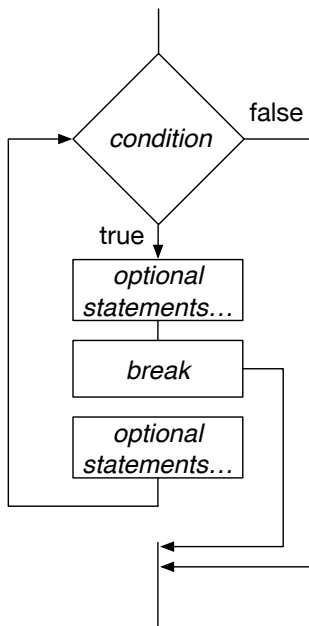 condition
false
true
optional
statements…
break
optional
statements…